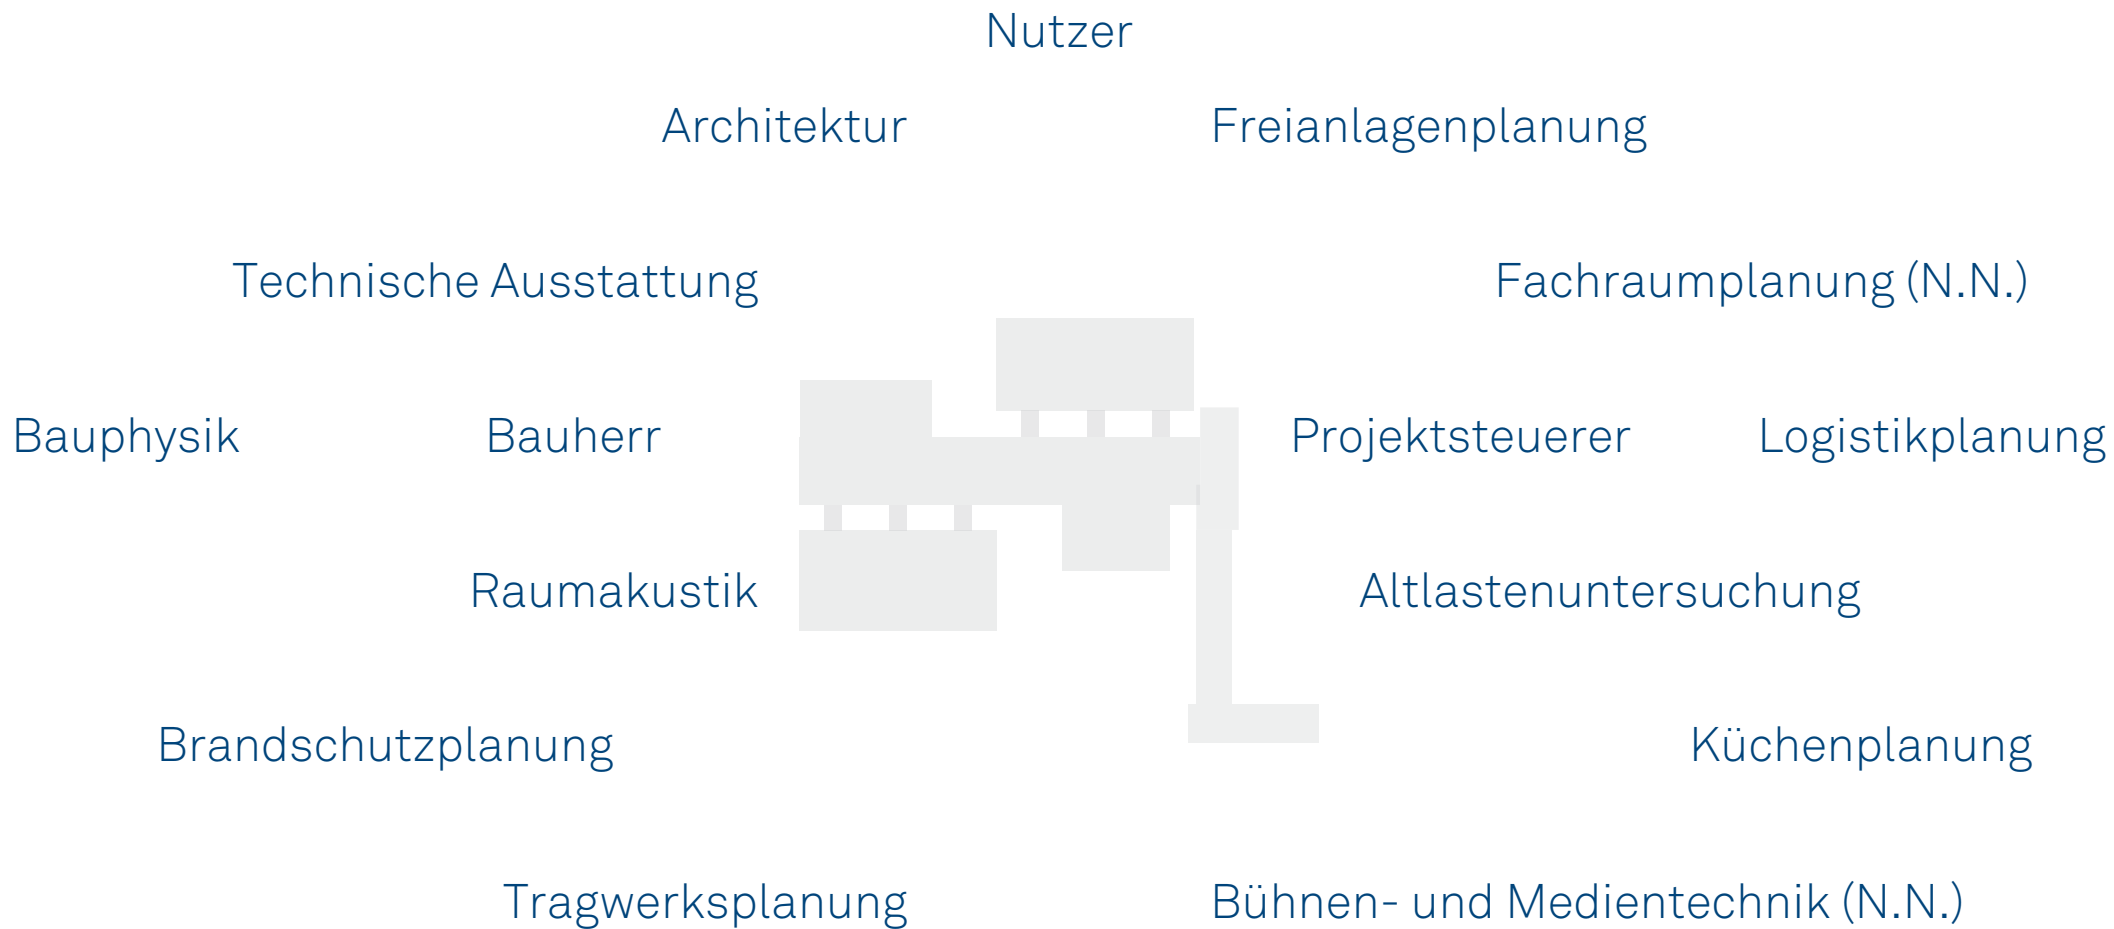 Nutzer
Architektur
Freianlagenplanung
Technische Ausstattung
Fachraumplanung (N.N.)
Bauphysik
Bauherr
Projektsteuerer
Logistikplanung
Raumakustik
Altlastenuntersuchung
Brandschutzplanung
Küchenplanung
Tragwerksplanung
Bühnen- und Medientechnik (N.N.)